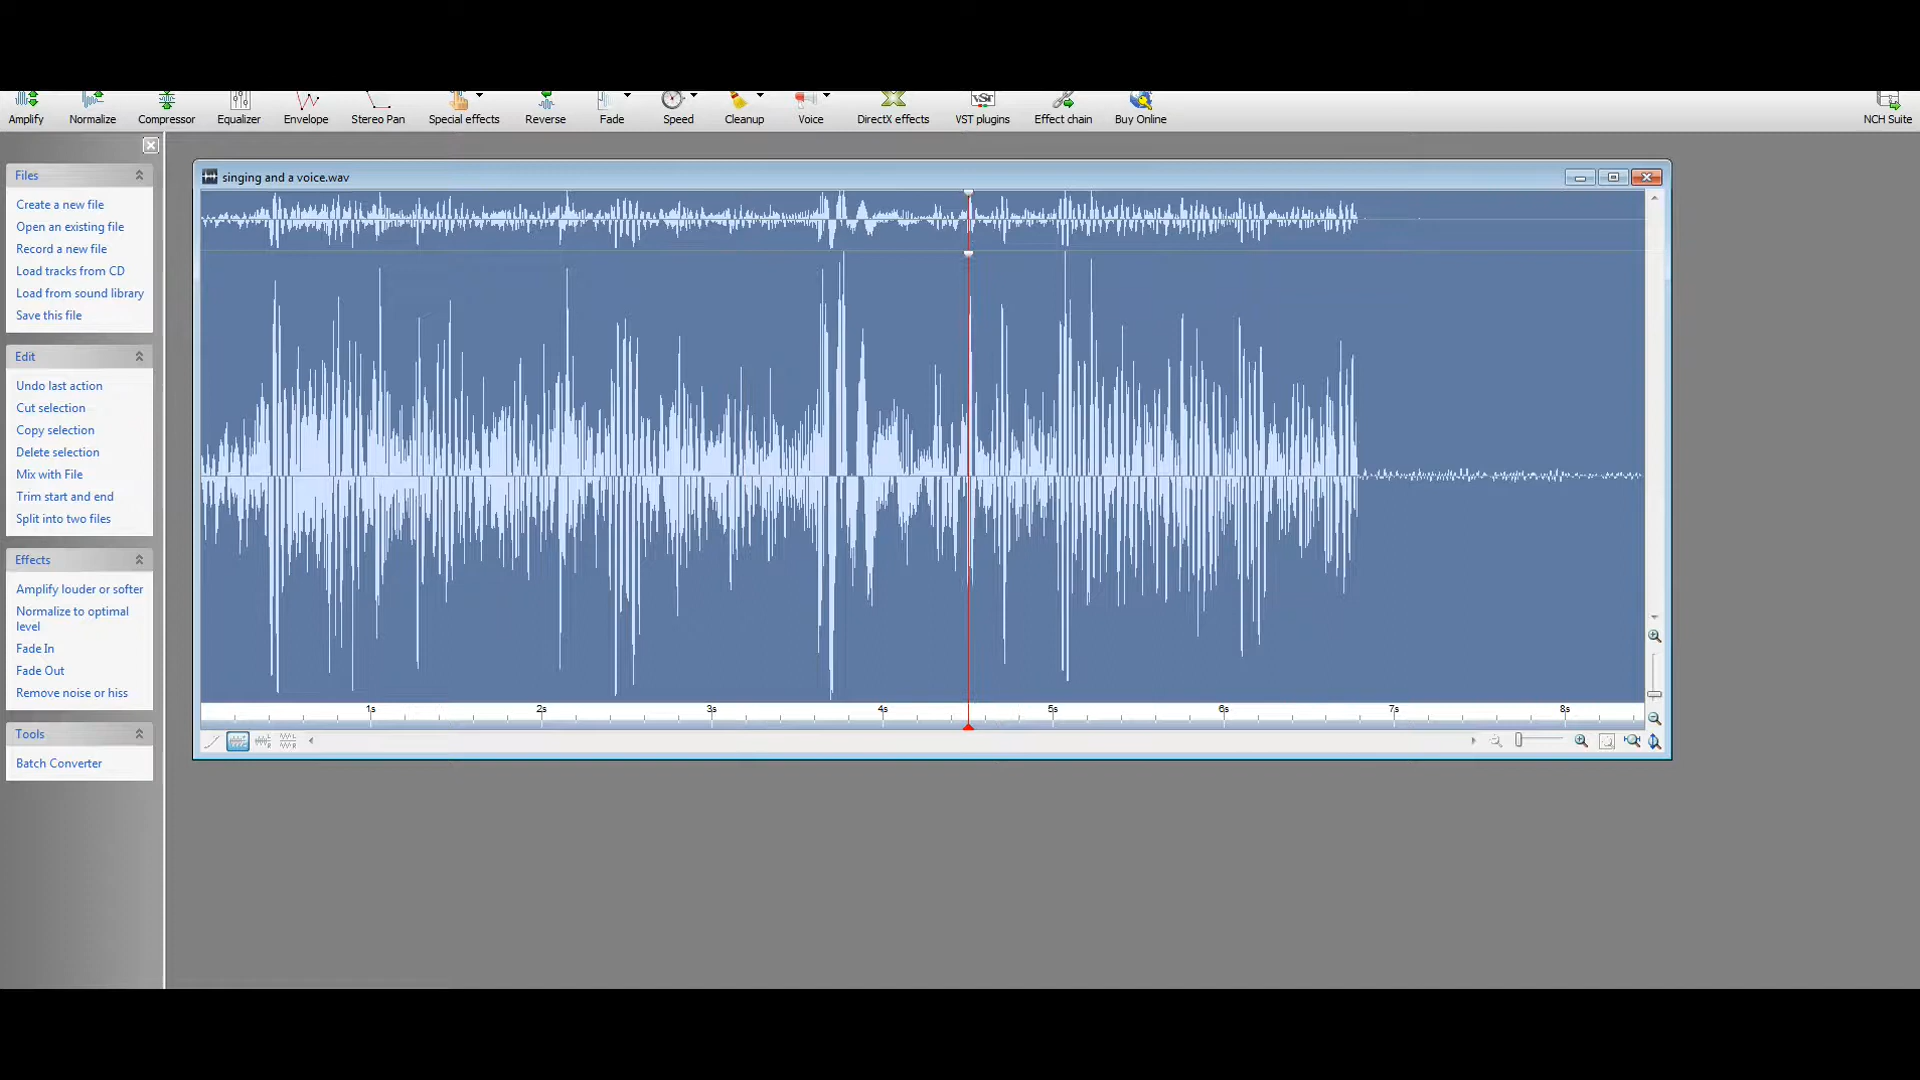 Amplify Normalize Compressor Equalizer Envelope Stereo Pan Special effects Reverse Fade Speed Cleanup Voice DirectX effects VST plugins Effect chain Buy Online NCH Suite
singing and a voice.wav
Files
Create a new file
Open an existing file
Record a new file
Load tracks from CD
Load from sound library
Save this file
Edit
Undo last action
Cut selection
Copy selection
Delete selection
Mix with File
Trim start and end
Split into two files
Effects
Amplify louder or softer
Normalize to optimal
level
Fade In
Fade Out
Remove noise or hiss
Tools
Batch Converter
1s 2s 3s 4s 5s 6s 7s 8s